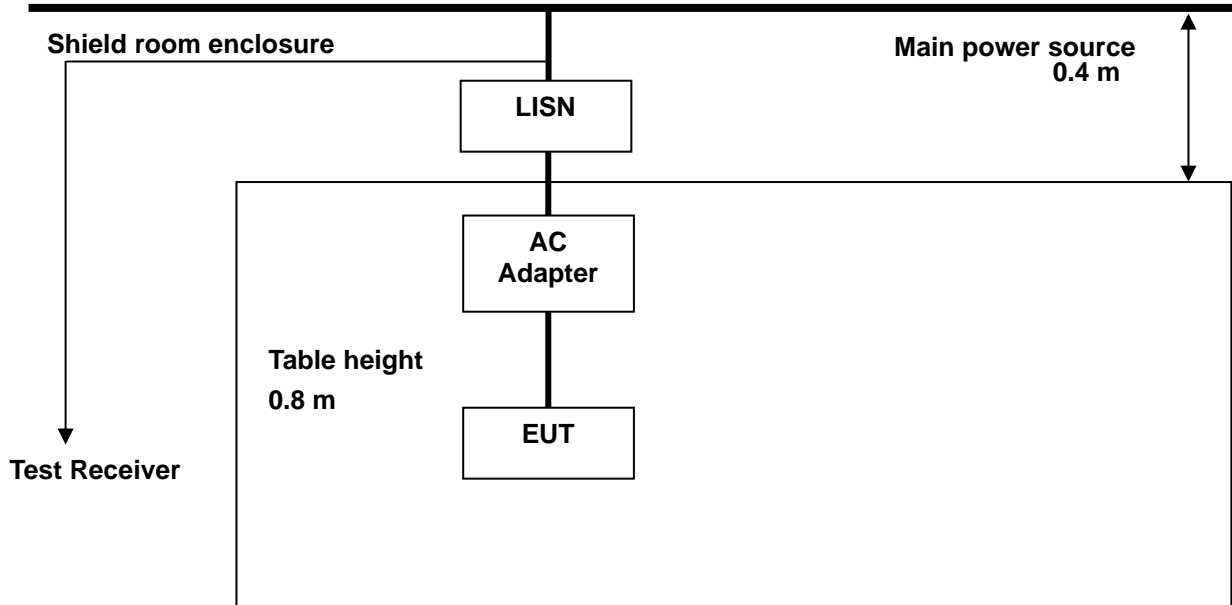 Shield room enclosure
Main power source
0.4 m
LISN
AC
Adapter
Table height
0.8 m
EUT
Test Receiver